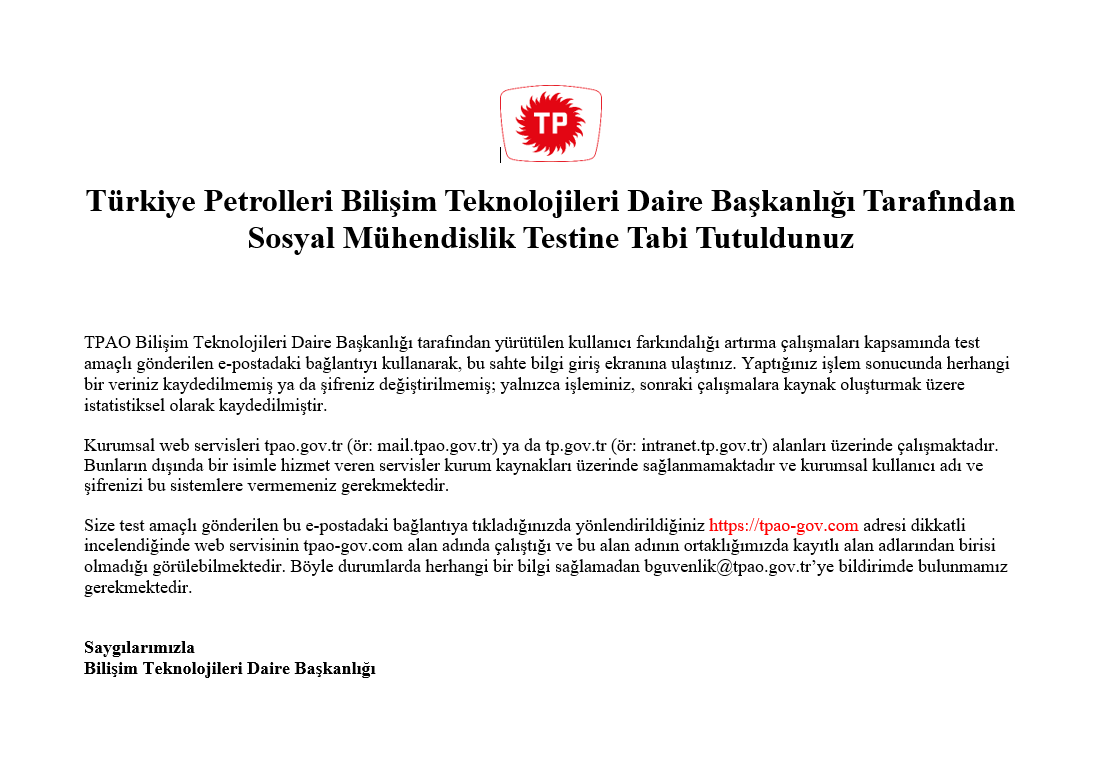 TP
Türkiye Petrolleri Bilişim Teknolojileri Daire Başkanlığı Tarafından
Sosyal Mühendislik Testine Tabi Tutuldunuz
TPAO Bilişim Teknolojileri Daire Başkanlığı tarafından yürütülen kullanıcı farkındalığı artırma çalışmaları kapsamında test
amaçlı gönderilen e-postadaki bağlantıyı kullanarak, bu sahte bilgi giriş ekranına ulaştınız. Yaptığınız işlem sonucunda herhangi
bir veriniz kaydedilmemiş ya da şifreniz değiştirilmemiş; yalnızca işleminiz, sonraki çalışmalara kaynak oluşturmak üzere
istatistiksel olarak kaydedilmiştir.
Kurumsal web servisleri tpao.gov.tr (ör: mail.tpao.gov.tr) ya da tp.gov.tr (ör: intranet.tp.gov.tr) alanları üzerinde çalışmaktadır.
Bunların dışında bir isimle hizmet veren servisler kurum kaynakları üzerinde sağlanmamaktadır ve kurumsal kullanıcı adı ve
şifrenizi bu sistemlere vermemeniz gerekmektedir.
Size test amaçlı gönderilen bu e-postadaki bağlantıya tıkladığınızda yönlendirildiğiniz https://tpao-gov.com adresi dikkatli
incelendiğinde web servisinin tpao-gov.com alan adında çalıştığı ve bu alan adının ortaklığımızda kayıtlı alan adlarından birisi
olmadığı görülebilmektedir. Böyle durumlarda herhangi bir bilgi sağlamadan bguvenlik@tpao.gov.tr'ye bildirimde bulunmamız
gerekmektedir.
Saygılarımızla
Bilişim Teknolojileri Daire Başkanlığı